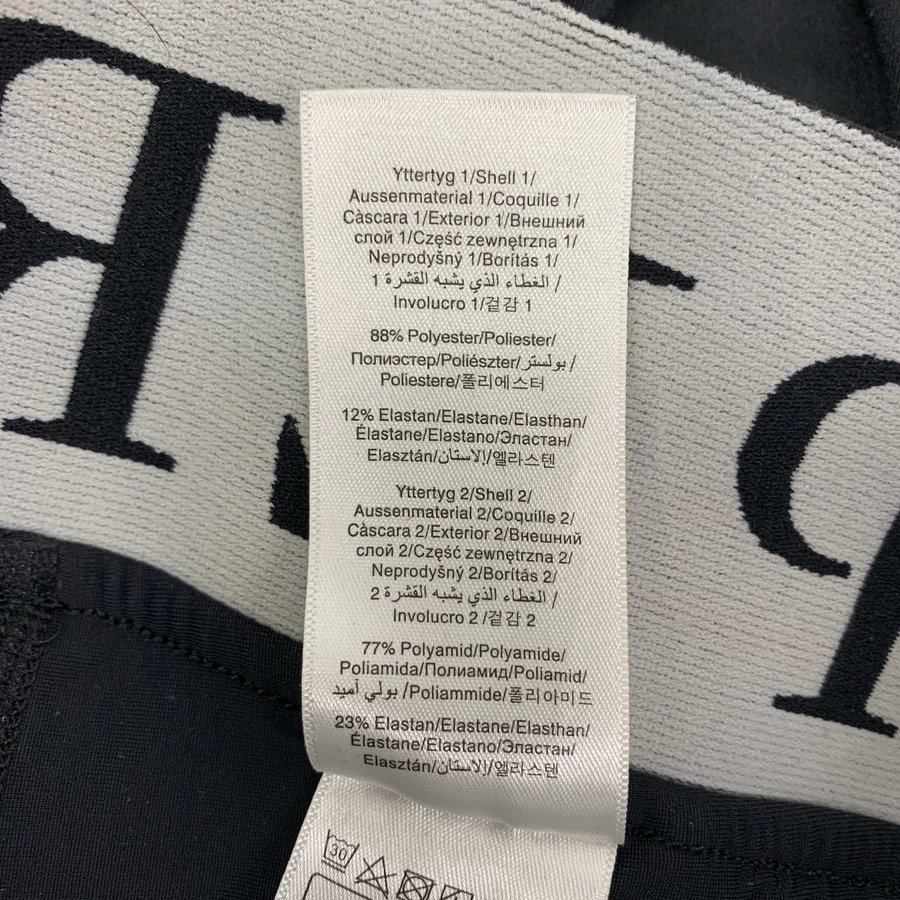 Yttertyg 1/Shell 1/
Aussenmaterial 1/Coquille 1/
Càscara 1/Exterior 1/Внешний
слой 1/Część zewnętrzna 1/
Neprodyšný 1/Borítás 1/
الغطاء الذي يشبه القشرة 1 /
Involucro 1/겉감 1
88% Polyester/Poliester/
Полиэстер/Poliészter/بولستر/
Poliestere/폴리에스터
12% Elastan/Elastane/Elasthan/
Élastane/Elastano/Эластан/
Elasztán/الاستان/엘라스텐
Yttertyg 2/Shell 2/
Aussenmaterial 2/Coquille 2/
Càscara 2/Exterior 2/Внешний
слой 2/Część zewnętrzna 2/
Neprodyšný 2/Borítás 2/
الغطاء الذي يشبه القشرة 2 /
Involucro 2 /겉감 2
77% Polyamid/Polyamide/
Poliamida/Полиамид/Poliamid/
بولي أميد /Poliammide/폴리아미드
23% Elastan/Elastane/Elasthan/
Élastane/Elastano/Эластан/
Elasztán/الاستان/엘라스텐
30